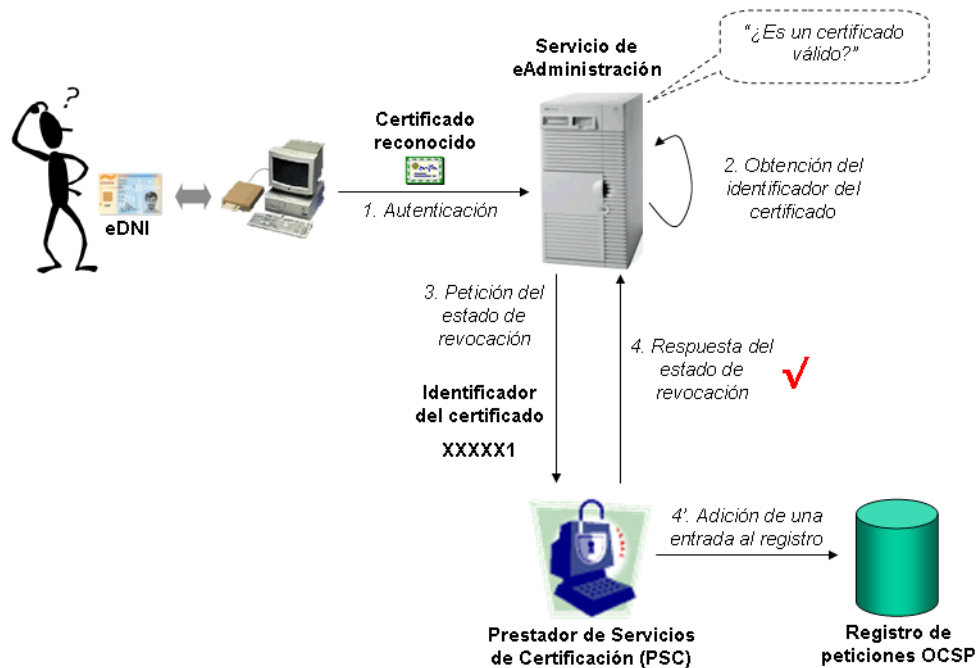 "¿Es un certificado
válido?"
Servicio de
eAdministración
?
Certificado
reconocido
eDNI
1. Autenticación
2. Obtención del
identificador del
certificado
3. Petición del
estado de
revocación
4. Respuesta del
estado de
revocación
√
Identificador
del certificado
XXXXX1
4'. Adición de una
entrada al registro
Prestador de Servicios
de Certificación (PSC)
Registro de
peticiones OCSP